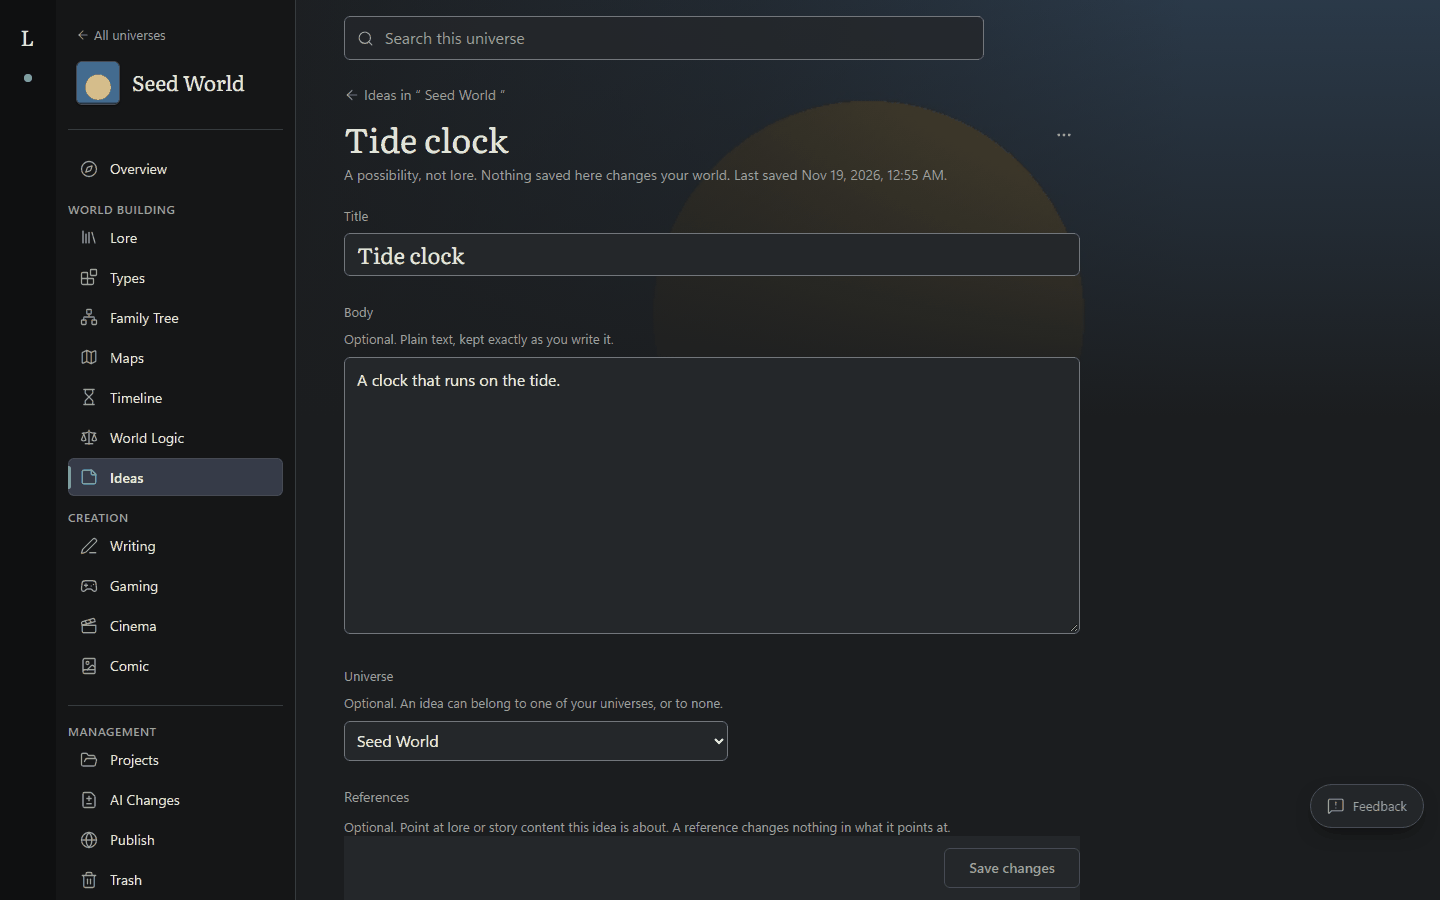 L
All universes
Seed World
Overview
WORLD BUILDING
Lore
Types
Family Tree
Maps
Timeline
World Logic
Ideas
CREATION
Writing
Gaming
Cinema
Comic
MANAGEMENT
Projects
AI Changes
Publish
Trash
Search this universe
Ideas in “ Seed World ”
Tide clock
A possibility, not lore. Nothing saved here changes your world. Last saved Nov 19, 2026, 12:55 AM.
Title
Tide clock
Body
Optional. Plain text, kept exactly as you write it.
A clock that runs on the tide.
Universe
Optional. An idea can belong to one of your universes, or to none.
Seed World
References
Optional. Point at lore or story content this idea is about. A reference changes nothing in what it points at.
Save changes
Feedback